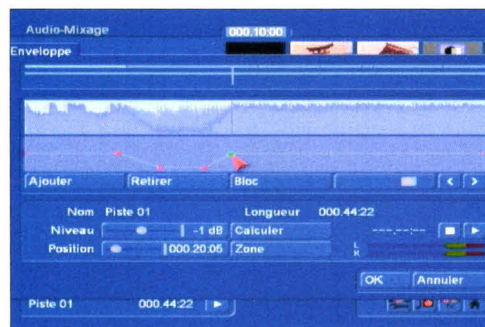 Audio-Mixage 000.10:00
Enveloppe
Ajouter Retirer Bloc < >
Nom Piste 01 Longueur 000.44:22
Niveau -1 dB Calculer --:--:--
Position 000.20:05 Zone L
R
OK Annuler
Piste 01 000.44:22